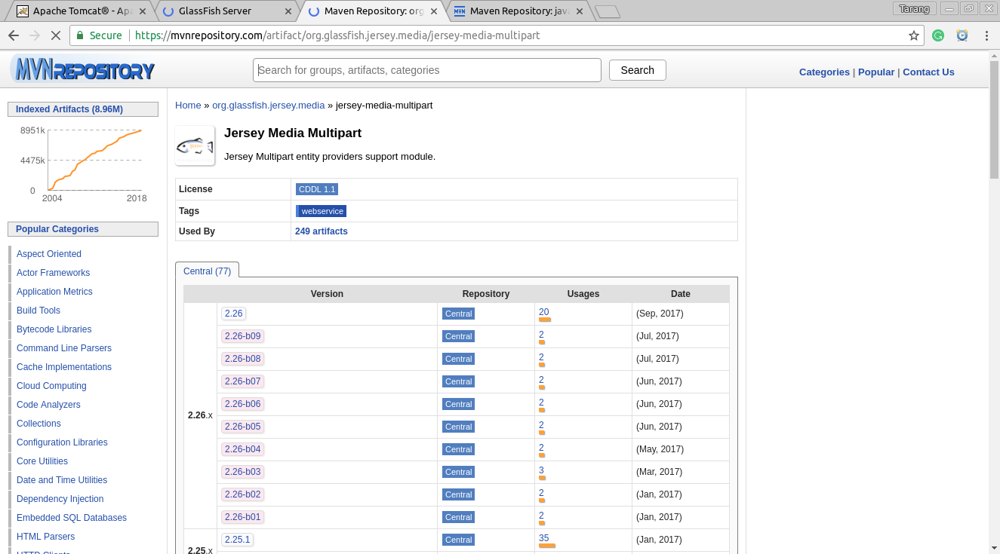 Apache Tomcat® - Apa
GlassFish Server
Maven Repository: org
Maven Repository: java
Tarang
Secure
https://mvnrepository.com/artifact/org.glassfish.jersey.media/jersey-media-multipart
MVNREPOSITORY
Search for groups, artifacts, categories
Search
Categories | Popular | Contact Us
Indexed Artifacts (8.96M)
8951k
4475k
0
2004
2018
Popular Categories
Aspect Oriented
Actor Frameworks
Application Metrics
Build Tools
Bytecode Libraries
Command Line Parsers
Cache Implementations
Cloud Computing
Code Analyzers
Collections
Configuration Libraries
Core Utilities
Date and Time Utilities
Dependency Injection
Embedded SQL Databases
HTML Parsers
HTTP Clients
Home » org.glassfish.jersey.media » jersey-media-multipart
Jersey Media Multipart
Jersey Multipart entity providers support module.
License CDDL 1.1
Tags webservice
Used By 249 artifacts
Central (77)
Version Repository Usages Date
2.26.x
2.26 Central 20 (Sep, 2017)
2.26-b09 Central 2 (Jul, 2017)
2.26-b08 Central 2 (Jul, 2017)
2.26-b07 Central 2 (Jun, 2017)
2.26-b06 Central 2 (Jun, 2017)
2.26-b05 Central 2 (Jun, 2017)
2.26-b04 Central 2 (May, 2017)
2.26-b03 Central 3 (Mar, 2017)
2.26-b02 Central 2 (Jan, 2017)
2.26-b01 Central 2 (Jan, 2017)
2.25.x
2.25.1 Central 35 (Jan, 2017)